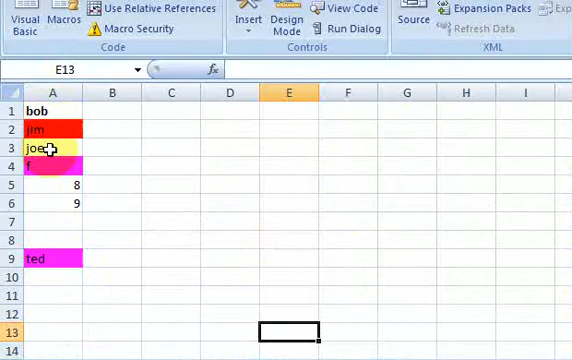 Visual Basic
Macros
Use Relative References
Macro Security
Code
Insert
Design Mode
View Code
Run Dialog
Controls
Source
Expansion Packs
Refresh Data
XML
E13
fx
A B C D E F G H I
1 bob
2 jim
3 joe
4 f
5 8
6 9
7
8
9 ted
10
11
12
13
14